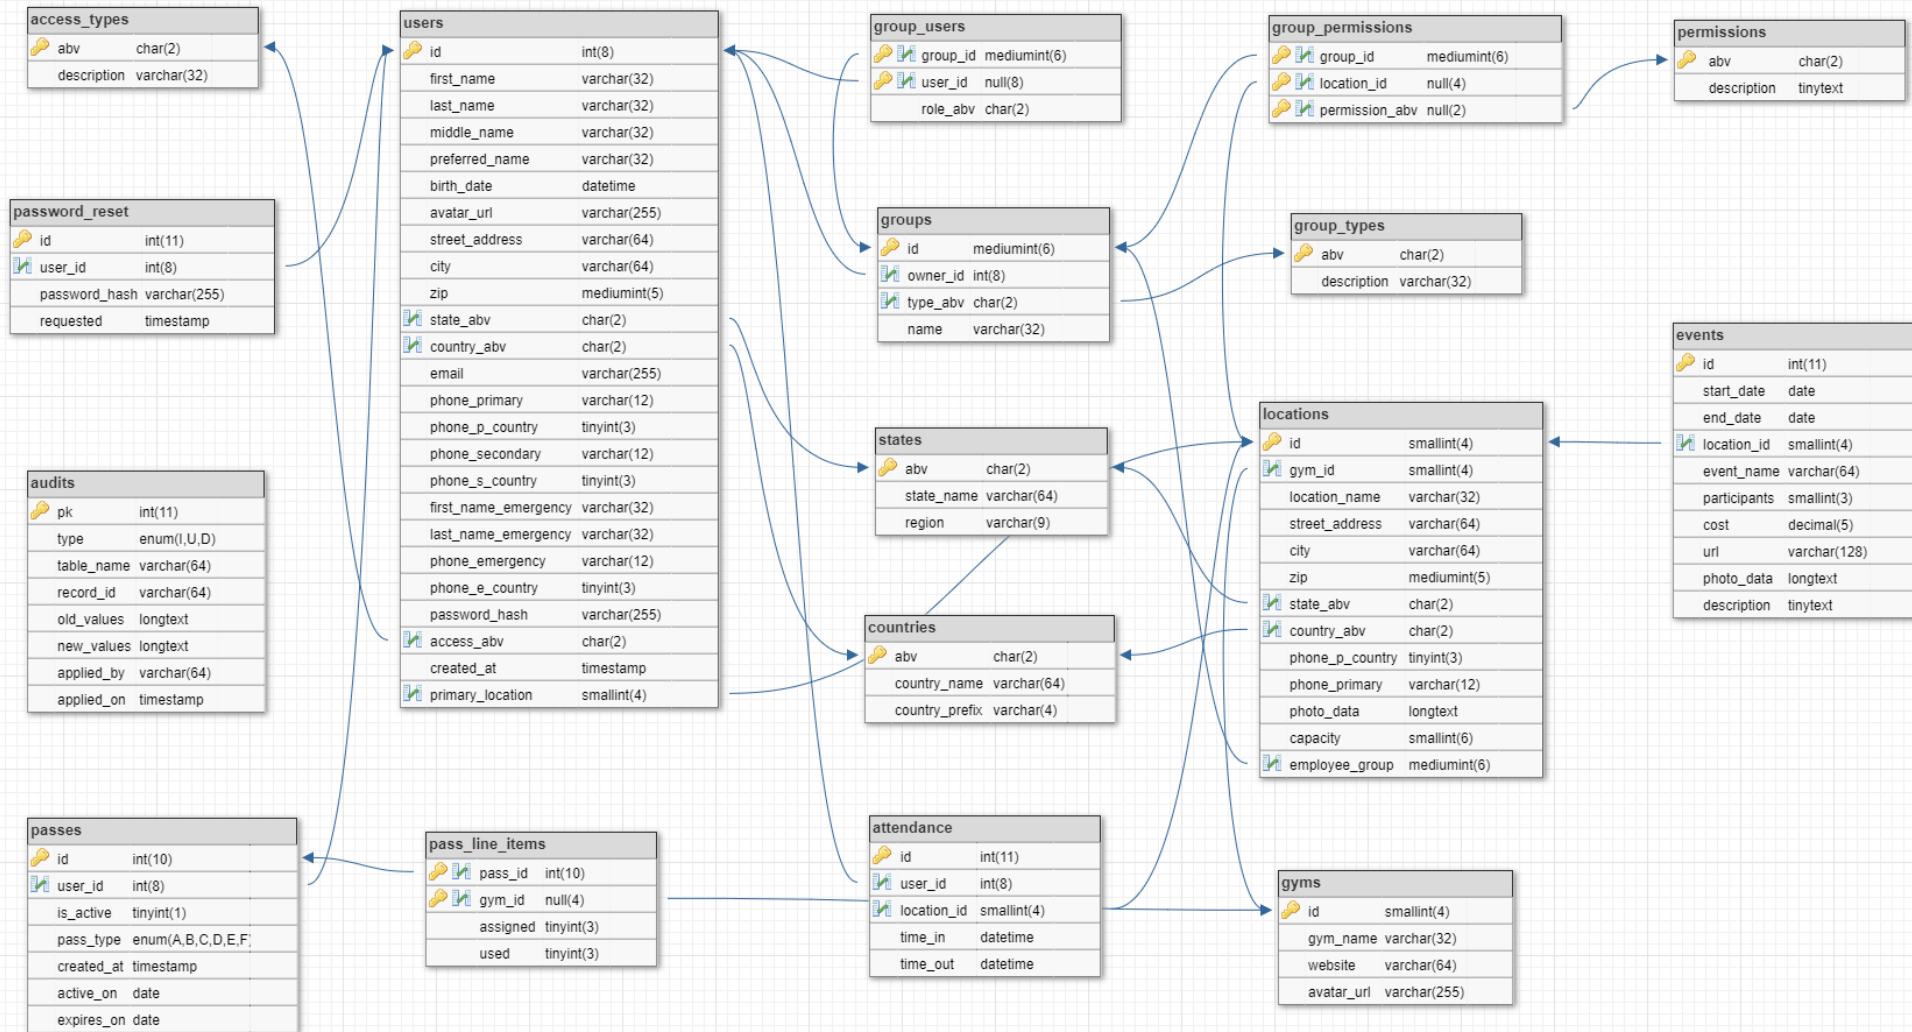 access_types
abv char(2)
description varchar(32)
password_reset
id int(11)
user_id int(8)
password_hash varchar(255)
requested timestamp
audits
pk int(11)
type enum(I,U,D)
table_name varchar(64)
record_id varchar(64)
old_values longtext
new_values longtext
applied_by varchar(64)
applied_on timestamp
passes
id int(10)
user_id int(8)
is_active tinyint(1)
pass_type enum(A,B,C,D,E,F
created_at timestamp
active_on date
expires_on date
users
id int(8)
first_name varchar(32)
last_name varchar(32)
middle_name varchar(32)
preferred_name varchar(32)
birth_date datetime
avatar_url varchar(255)
street_address varchar(64)
city varchar(64)
zip mediumint(5)
state_abv char(2)
country_abv char(2)
email varchar(255)
phone_primary varchar(12)
phone_p_country tinyint(3)
phone_secondary varchar(12)
phone_s_country tinyint(3)
first_name_emergency varchar(32)
last_name_emergency varchar(32)
phone_emergency varchar(12)
phone_e_country tinyint(3)
password_hash varchar(255)
access_abv char(2)
created_at timestamp
primary_location smallint(4)
pass_line_items
pass_id int(10)
gym_id null(4)
assigned tinyint(3)
used tinyint(3)
group_users
group_id mediumint(6)
user_id null(8)
role_abv char(2)
groups
id mediumint(6)
owner_id int(8)
type_abv char(2)
name varchar(32)
states
abv char(2)
state_name varchar(64)
region varchar(9)
countries
abv char(2)
country_name varchar(64)
country_prefix varchar(4)
attendance
id int(11)
user_id int(8)
location_id smallint(4)
time_in datetime
time_out datetime
group_permissions
group_id mediumint(6)
location_id null(4)
permission_abv null(2)
group_types
abv char(2)
description varchar(32)
locations
id smallint(4)
gym_id smallint(4)
location_name varchar(32)
street_address varchar(64)
city varchar(64)
zip mediumint(5)
state_abv char(2)
country_abv char(2)
phone_p_country tinyint(3)
phone_primary varchar(12)
photo_data longtext
capacity smallint(6)
employee_group mediumint(6)
gyms
id smallint(4)
gym_name varchar(32)
website varchar(64)
avatar_url varchar(255)
permissions
abv char(2)
description tinytext
events
id int(11)
start_date date
end_date date
location_id smallint(4)
event_name varchar(64)
participants smallint(3)
cost decimal(5)
url varchar(128)
photo_data longtext
description tinytext